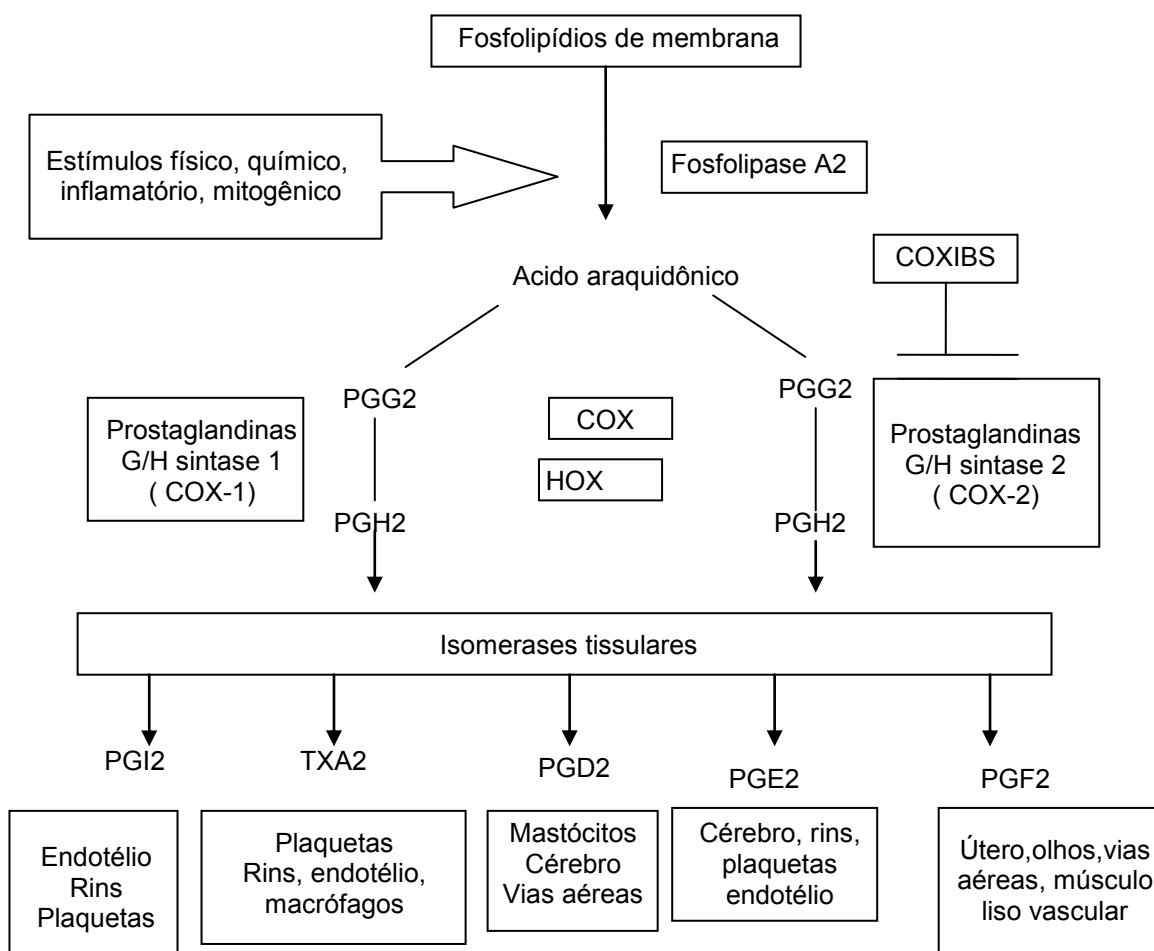 Fosfolipídios de membrana
Estímulos físico, químico,
inflamatório, mitogênico
Fosfolipase A2
Acido araquidônico
COXIBS
PGG2
PGG2
Prostaglandinas
G/H sintase 1
( COX-1)
COX
HOX
Prostaglandinas
G/H sintase 2
( COX-2)
PGH2
PGH2
Isomerases tissulares
PGI2
TXA2
PGD2
PGE2
PGF2
Endotélio
Rins
Plaquetas
Plaquetas
Rins, endotélio,
macrófagos
Mastócitos
Cérebro
Vias aéreas
Cérebro, rins,
plaquetas
endotélio
Útero,olhos,vias
aéreas, músculo
liso vascular